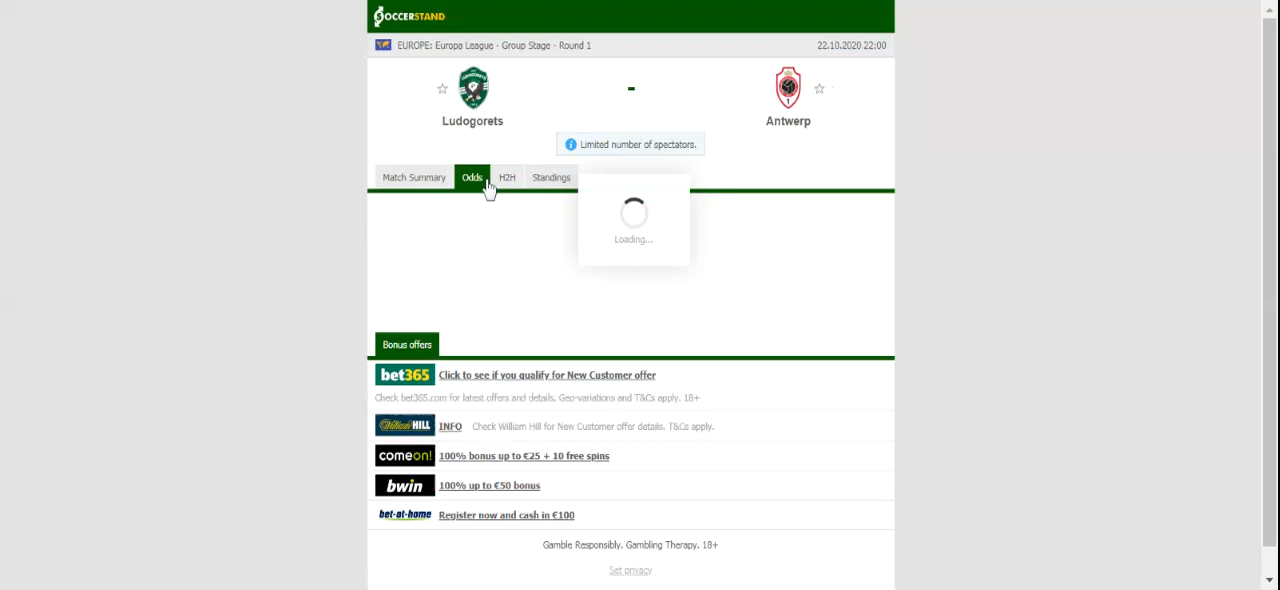 SOCCERSTAND
EUROPE: Europa League - Group Stage - Round 1 22.10.2020 22:00
-
Ludogorets Antwerp
Limited number of spectators.
Match Summary Odds H2H Standings
Loading...
Bonus offers
bet365 Click to see if you qualify for New Customer offer
Check bet365.com for latest offers and details. Geo-variations and T&Cs apply. 18+
William HILL INFO Check William Hill for New Customer offer details. T&Cs apply.
comeon! 100% bonus up to €25 + 10 free spins
bwin 100% up to €50 bonus
bet-at-home Register now and cash in €100
Gamble Responsibly. Gambling Therapy. 18+
Set privacy